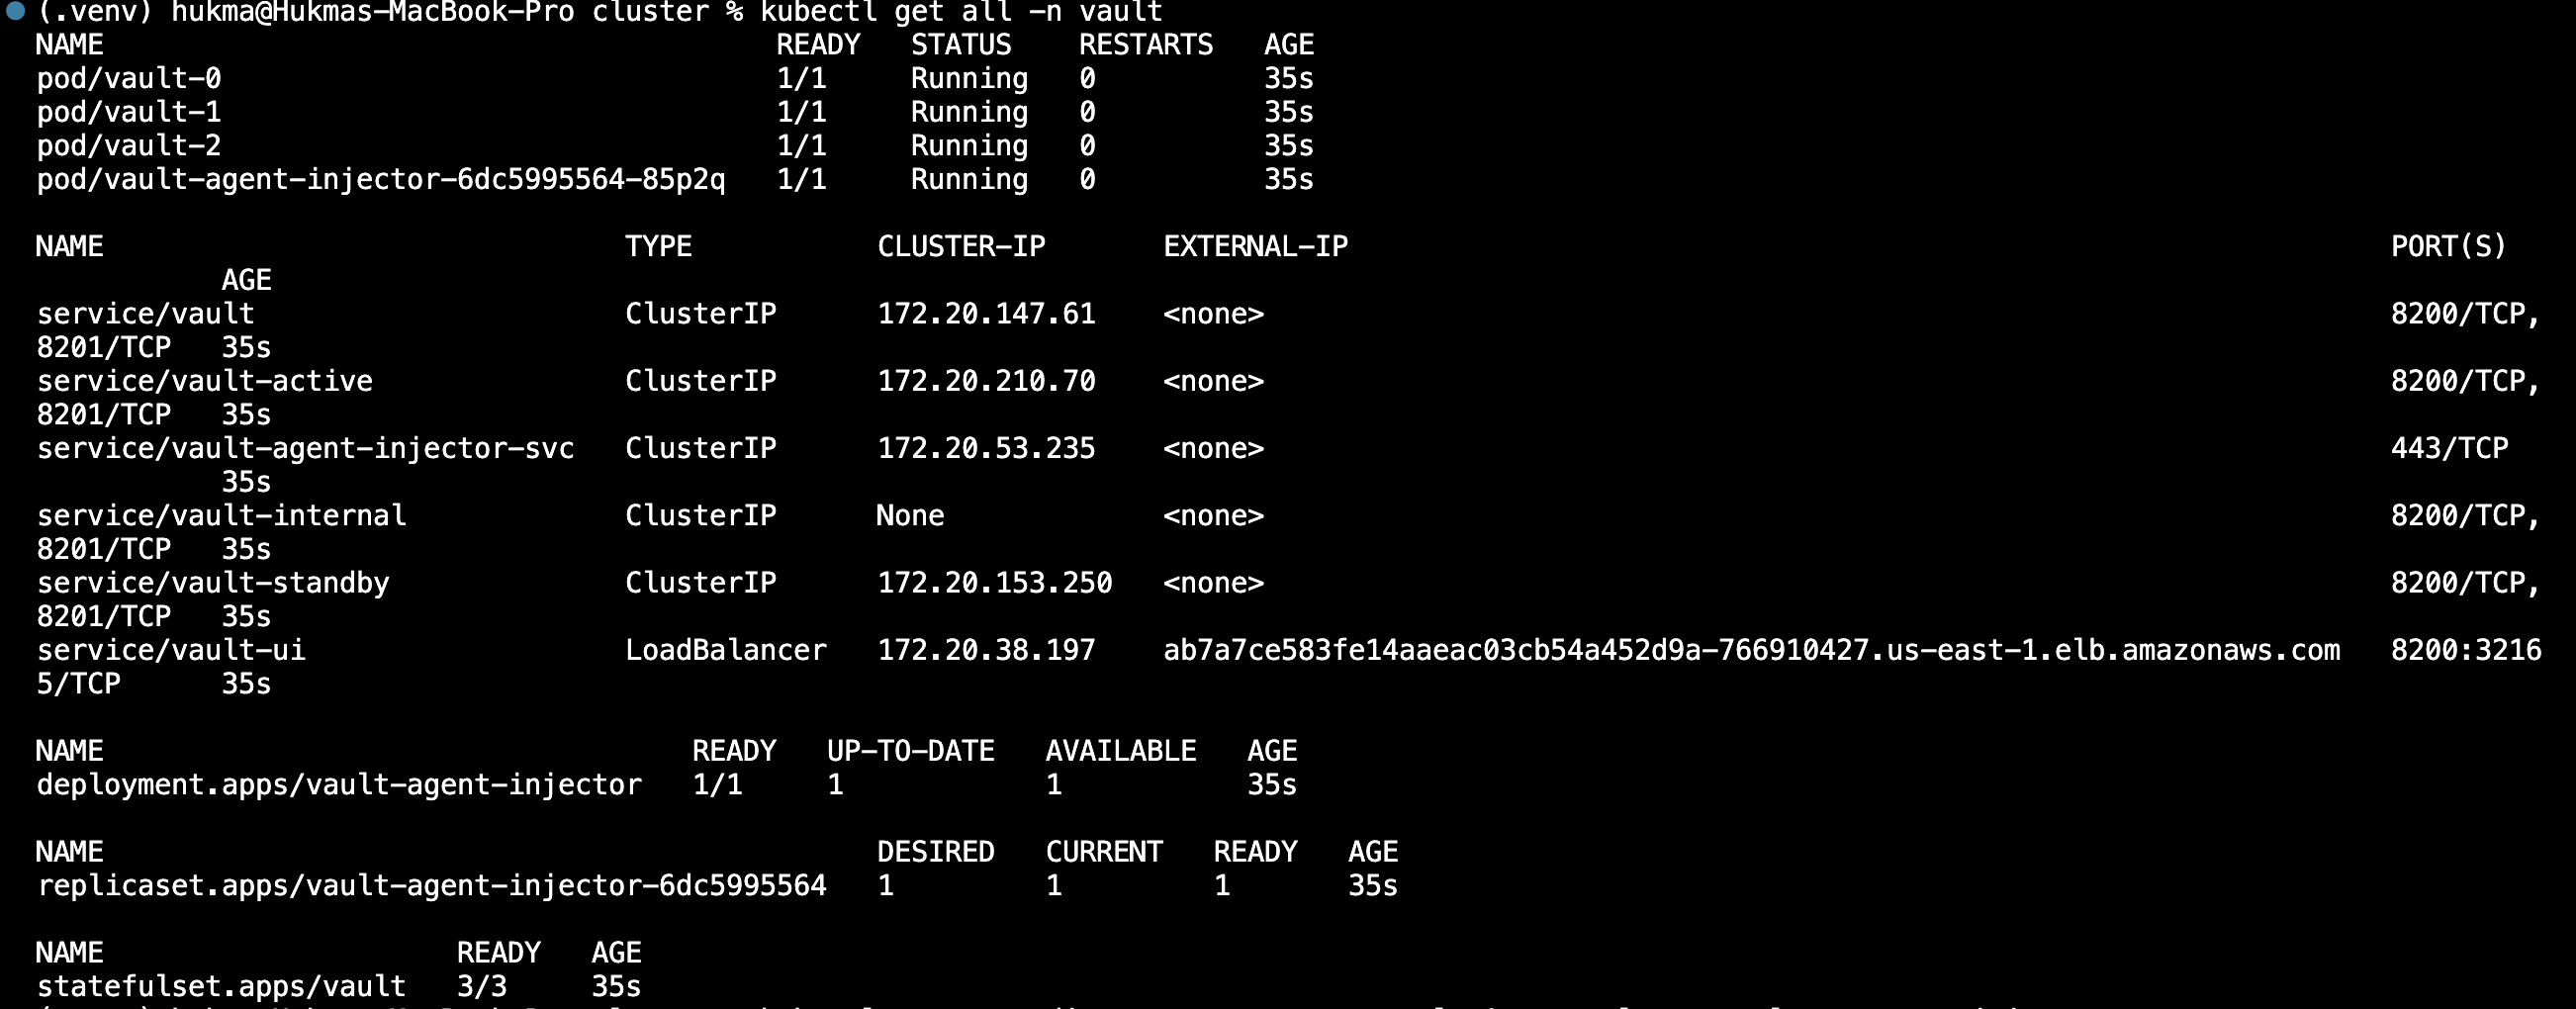 (.venv) hukma@Hukmas-MacBook-Pro cluster % kubectl get all -n vault
NAME READY STATUS RESTARTS AGE
pod/vault-0 1/1 Running 0 35s
pod/vault-1 1/1 Running 0 35s
pod/vault-2 1/1 Running 0 35s
pod/vault-agent-injector-6dc5995564-85p2q 1/1 Running 0 35s
NAME TYPE CLUSTER-IP EXTERNAL-IP PORT(S)
AGE
service/vault ClusterIP 172.20.147.61 <none> 8200/TCP,
8201/TCP 35s
service/vault-active ClusterIP 172.20.210.70 <none> 8200/TCP,
8201/TCP 35s
service/vault-agent-injector-svc ClusterIP 172.20.53.235 <none> 443/TCP
35s
service/vault-internal ClusterIP None <none> 8200/TCP,
8201/TCP 35s
service/vault-standby ClusterIP 172.20.153.250 <none> 8200/TCP,
8201/TCP 35s
service/vault-ui LoadBalancer 172.20.38.197 ab7a7ce583fe14aaeac03cb54a452d9a-766910427.us-east-1.elb.amazonaws.com 8200:3216
5/TCP 35s
NAME READY UP-TO-DATE AVAILABLE AGE
deployment.apps/vault-agent-injector 1/1 1 1 35s
NAME DESIRED CURRENT READY AGE
replicaset.apps/vault-agent-injector-6dc5995564 1 1 1 35s
NAME READY AGE
statefulset.apps/vault 3/3 35s